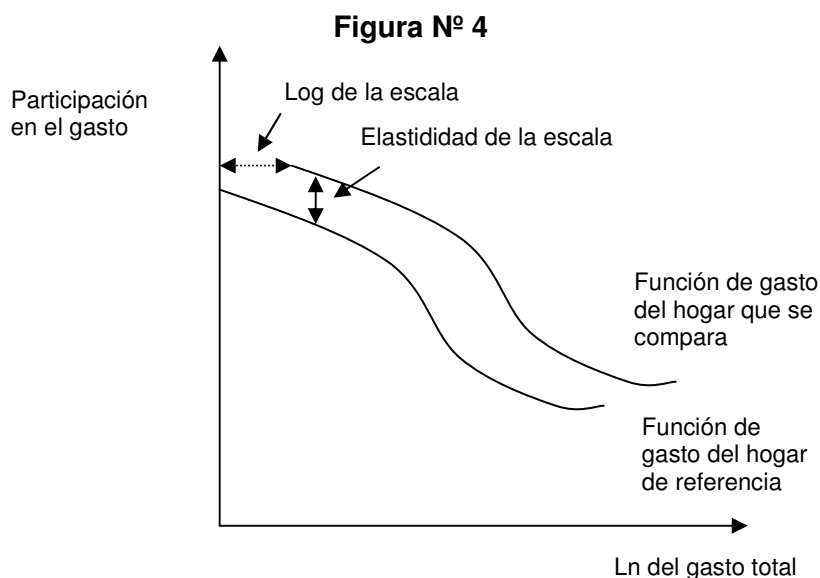 Figura Nº 4
Participación
en el gasto
Log de la escala
Elastididad de la escala
Función de gasto
del hogar que se
compara
Función de
gasto del hogar
de referencia
Ln del gasto total